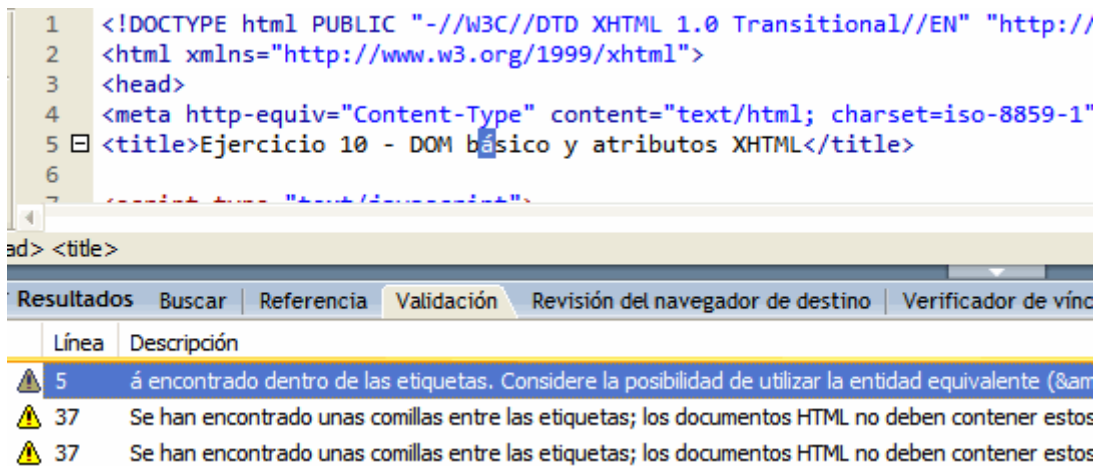 1 <!DOCTYPE html PUBLIC "-//W3C//DTD XHTML 1.0 Transitional//EN" "http://
2 <html xmlns="http://www.w3.org/1999/xhtml">
3 <head>
4 <meta http-equiv="Content-Type" content="text/html; charset=iso-8859-1"
5 <title>Ejercicio 10 - DOM básico y atributos XHTML</title>
6
7 <script type="text/javascript">
ad> <title>
Resultados Buscar Referencia Validación Revisión del navegador de destino Verificador de vínc
Línea Descripción
5 á encontrado dentro de las etiquetas. Considere la posibilidad de utilizar la entidad equivalente (&am
37 Se han encontrado unas comillas entre las etiquetas; los documentos HTML no deben contener estos
37 Se han encontrado unas comillas entre las etiquetas; los documentos HTML no deben contener estos